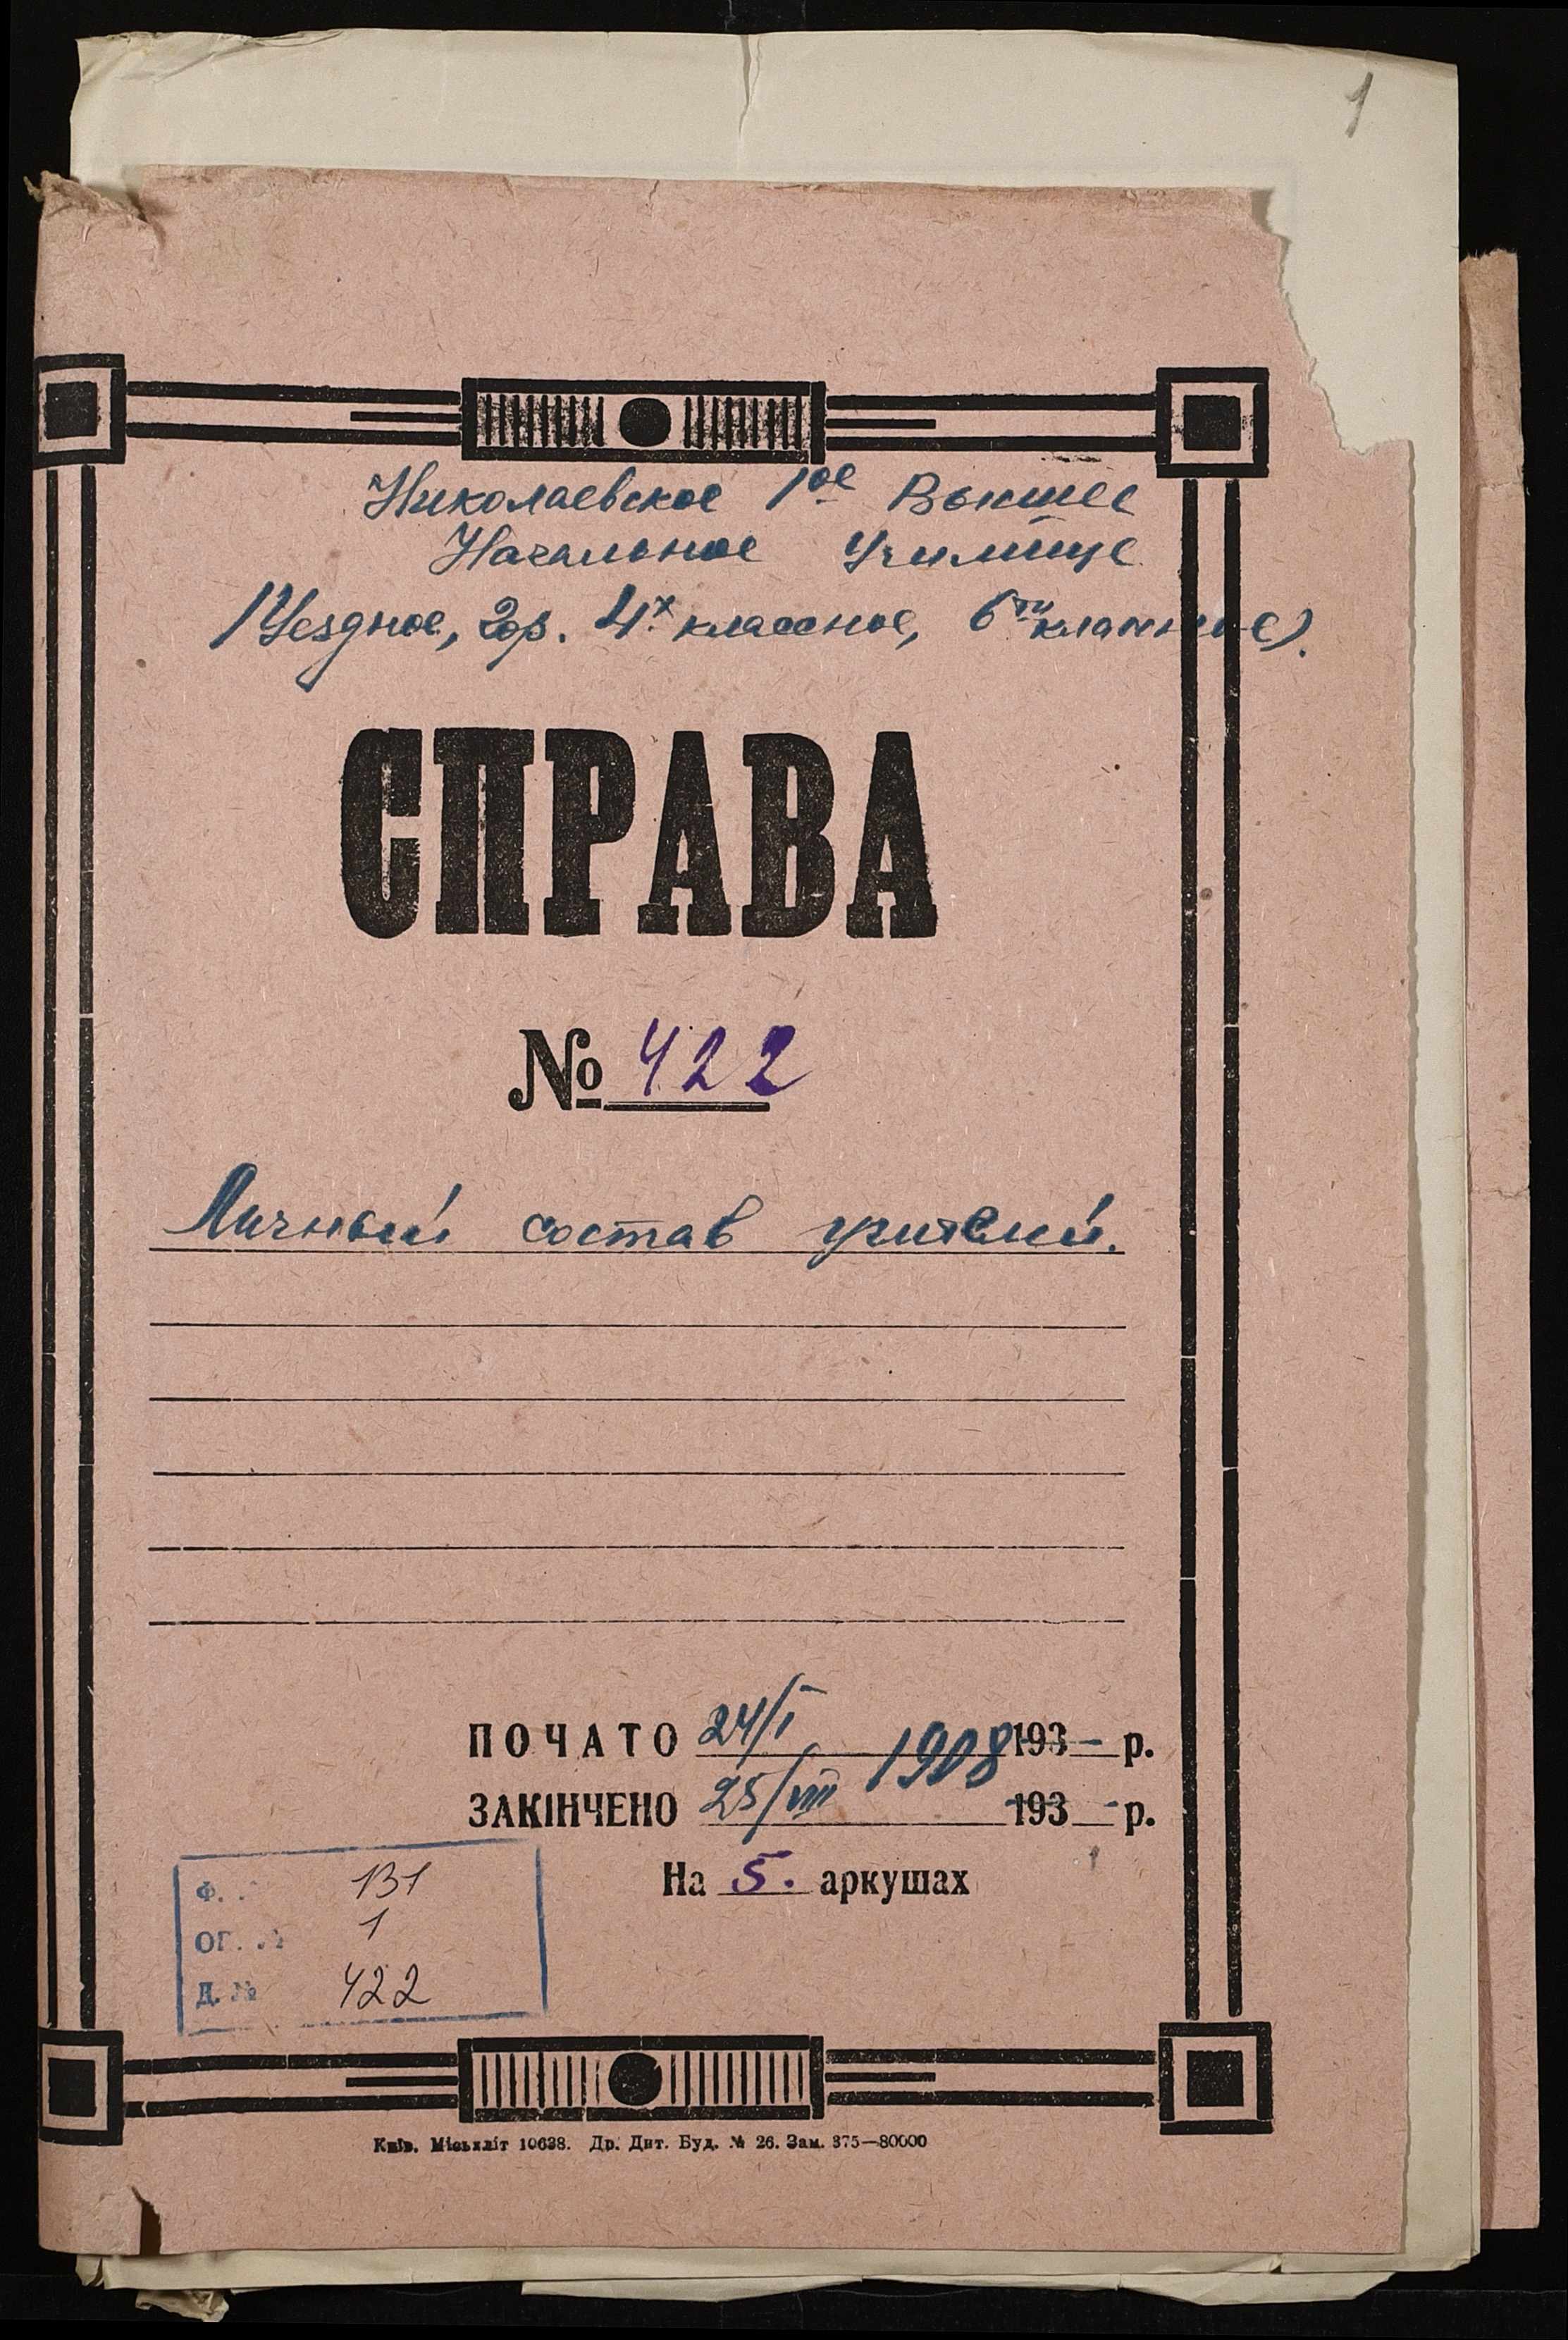 1
Николаевское 1ое Высшее
Начальное Училище
(Уездное, гор. 4х классное, 6ти классное).
СПРАВА
№ 422
Личный состав учителей.
ПОЧАТО 24/I 1908 193 – р.
ЗАКІНЧЕНО 25/VIII 193 – р.
На 5. аркушах
Ф. 131
ОП. № 1
Д. № 422
Київ. Міськліт 10638. Др. Дит. Буд. № 26. Зам. 375—80000